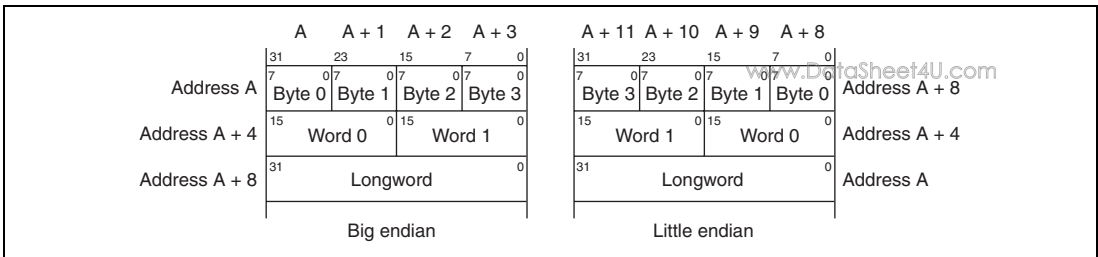 A A + 1 A + 2 A + 3 A + 11 A + 10 A + 9 A + 8
31 23 15 7 0 31 23 15 7 0
www.DataSheet4U.com
7 0 7 0 7 0 7 0 7 0 7 0 7 0 7 0
Address A Byte 0 Byte 1 Byte 2 Byte 3 Byte 3 Byte 2 Byte 1 Byte 0 Address A + 8
15 0 15 0 15 0 15 0
Address A + 4 Word 0 Word 1 Word 1 Word 0 Address A + 4
31 0 31 0
Address A + 8 Longword Longword Address A
Big endian Little endian